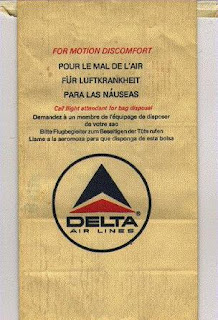 FOR MOTION DISCOMFORT
POUR LE MAL DE L'AIR
FÜR LUFTKRANKHEIT
PARA LAS NÁUSEAS
Call flight attendant for bag disposal
Demandez à un membre de l'équipage de disposer
de votre sac
Bitte Flugbegleiter zum Beseitigen der Tüte rufen
Llame a la aeromoza para que disponga de esta bolsa
DELTA
AIR LINES
®